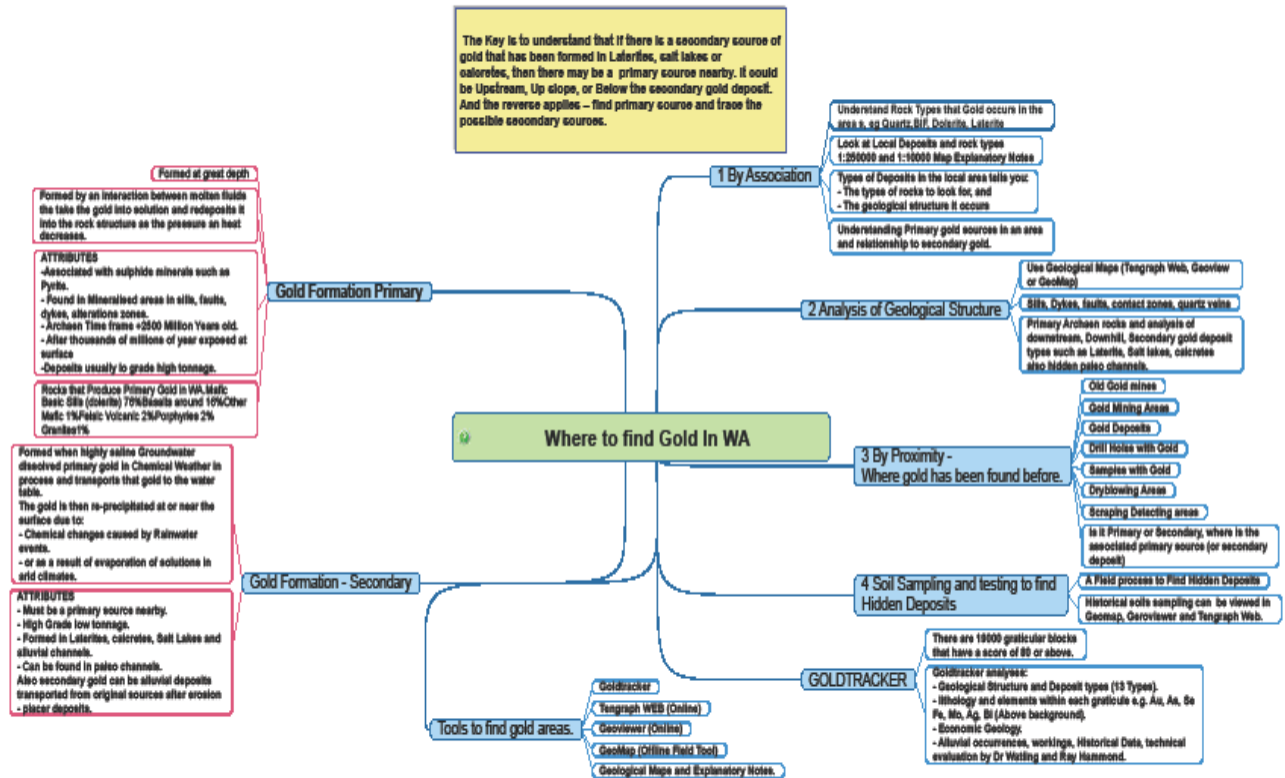 The Key is to understand that if there is a secondary source of
gold that has been formed in Laterites, salt lakes or
calcretes, then there may be a primary source nearby. It could
be Upstream, Up slope, or Below the secondary gold deposit.
And the reverse applies – find primary source and trace the
possible secondary sources.
Where to find Gold In WA
1 By Association
Understand Rock Types that Gold occurs in the
area s, eg Quartz,BIF, Dolerite, Laterite
Look at Local Deposits and rock types
1:250000 and 1:10000 Map Explanatory Notes
Types of Deposits in the local area tells you:
- The types of rocks to look for, and
- The geological structure it occurs
Understanding Primary gold sources in an area
and relationship to secondary gold.
2 Analysis of Geological Structure
Use Geological Maps (Tengraph Web, Geoview
or GeoMap)
Sills, Dykes, faults, contact zones, quartz veins
Primary Archaen rocks and analysis of
downstream, Downhill, Secondary gold deposit
types such as Laterite, Salt lakes, calcretes
also hidden paleo channels.
3 By Proximity -
Where gold has been found before.
Old Gold mines
Gold Mining Areas
Gold Deposits
Drill Holes with Gold
Samples with Gold
Dryblowing Areas
Scraping Detecting areas
Is it Primary or Secondary, where is the
associated primary source (or secondary
deposit)
4 Soil Sampling and testing to find
Hidden Deposits
A Field process to Find Hidden Deposits
Historical soils sampling can be viewed in
Geomap, Geroviewer and Tengraph Web.
GOLDTRACKER
There are 19000 graticular blocks
that have a score of 80 or above.
Goldtracker analyses:
- Geological Structure and Deposit types (13 Types).
- lithology and elements within each graticule e.g. Au, As, Se
Fe, Mo, Ag, Bi (Above background).
- Economic Geology.
- Alluvial occurrences, workings, Historical Data, technical
evaluation by Dr Watling and Ray Hammond.
Gold Formation Primary
Formed at great depth
Formed by an interaction between molten fluids
the take the gold into solution and redeposits it
into the rock structure as the pressure an heat
decreases.
ATTRIBUTES
-Associated with sulphide minerals such as
Pyrite.
- Found in Mineralised areas in sills, faults,
dykes, alterations zones.
- Archaen Time frame +2500 Million Years old.
- After thousands of millions of year exposed at
surface
-Deposits usually lo grade high tonnage.
Rocks that Produce Primary Gold in WA.Mafic
Basic Sills (dolerite) 78%Basalts around 16%Other
Mafic 1%Felsic Volcanic 2%Porphyries 2%
Granites1%
Gold Formation - Secondary
Formed when highly saline Groundwater
dissolved primary gold in Chemical Weather in
process and transports that gold to the water
table.
The gold is then re-precipitated at or near the
surface due to:
- Chemical changes caused by Rainwater
events.
- or as a result of evaporation of solutions in
arid climates.
ATTRIBUTES
- Must be a primary source nearby.
- High Grade low tonnage.
- Formed in Laterites, calcretes, Salt Lakes and
alluvial channels.
- Can be found in paleo channels.
Also secondary gold can be alluvial deposits
transported from original sources after erosion
- placer deposits.
Tools to find gold areas.
Goldtracker
Tengraph WEB (Online)
Geoviewer (Online)
GeoMap (Offline Field Tool)
Geological Maps and Explanatory Notes.